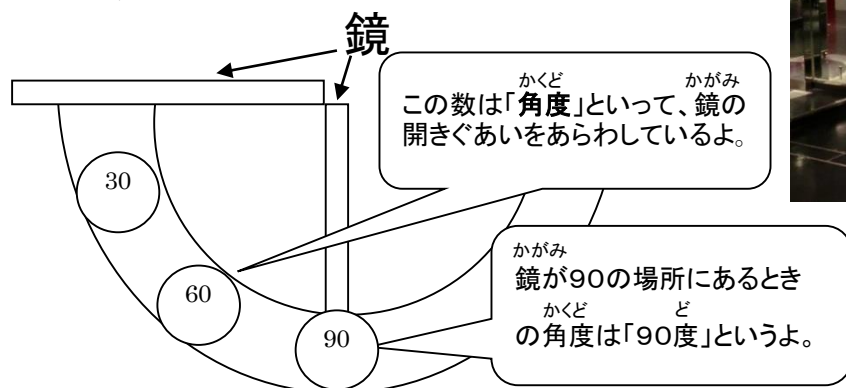 鏡
かくど かがみ
この数は「角度」といって、鏡の
開きぐあいをあらわしているよ。
30
60
90
かがみ
鏡が90の場所にあるとき
かくど ど
の角度は「90度」というよ。